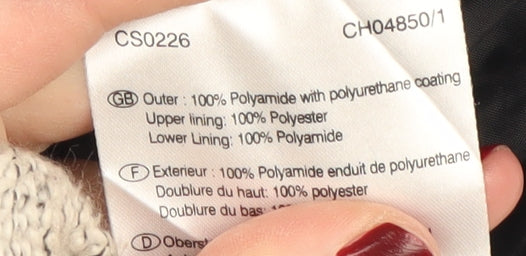 CS0226 CH04850/1
GB Outer : 100% Polyamide with polyurethane coating
Upper lining: 100% Polyester
Lower Lining: 100% Polyamide
F Exterieur : 100% Polyamide enduit de polyurethane
Doublure du haut: 100% polyester
Doublure du bas:
D